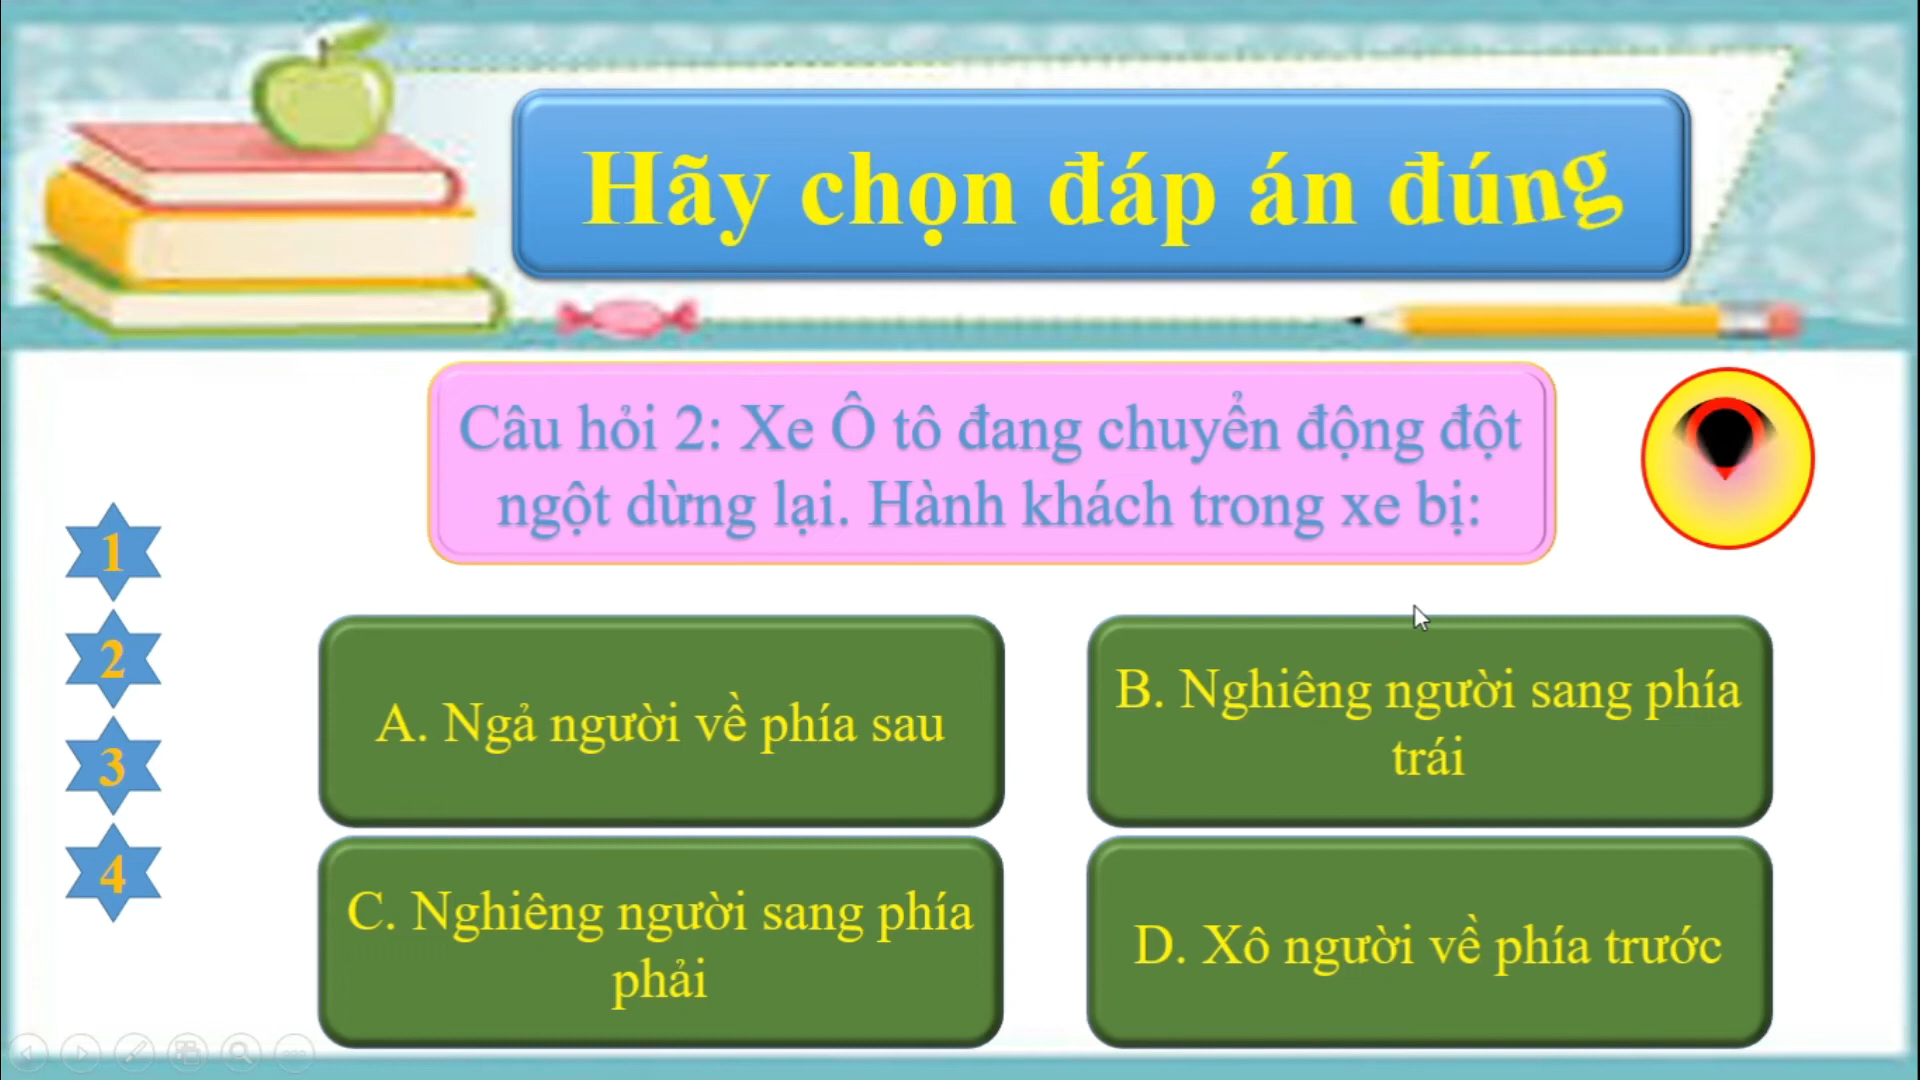 Hãy chọn đáp án đúng
Câu hỏi 2: Xe Ô tô đang chuyển động đột
ngột dừng lại. Hành khách trong xe bị:
1
2
3
4
A. Ngả người về phía sau
B. Nghiêng người sang phía
trái
C. Nghiêng người sang phía
phải
D. Xô người về phía trước